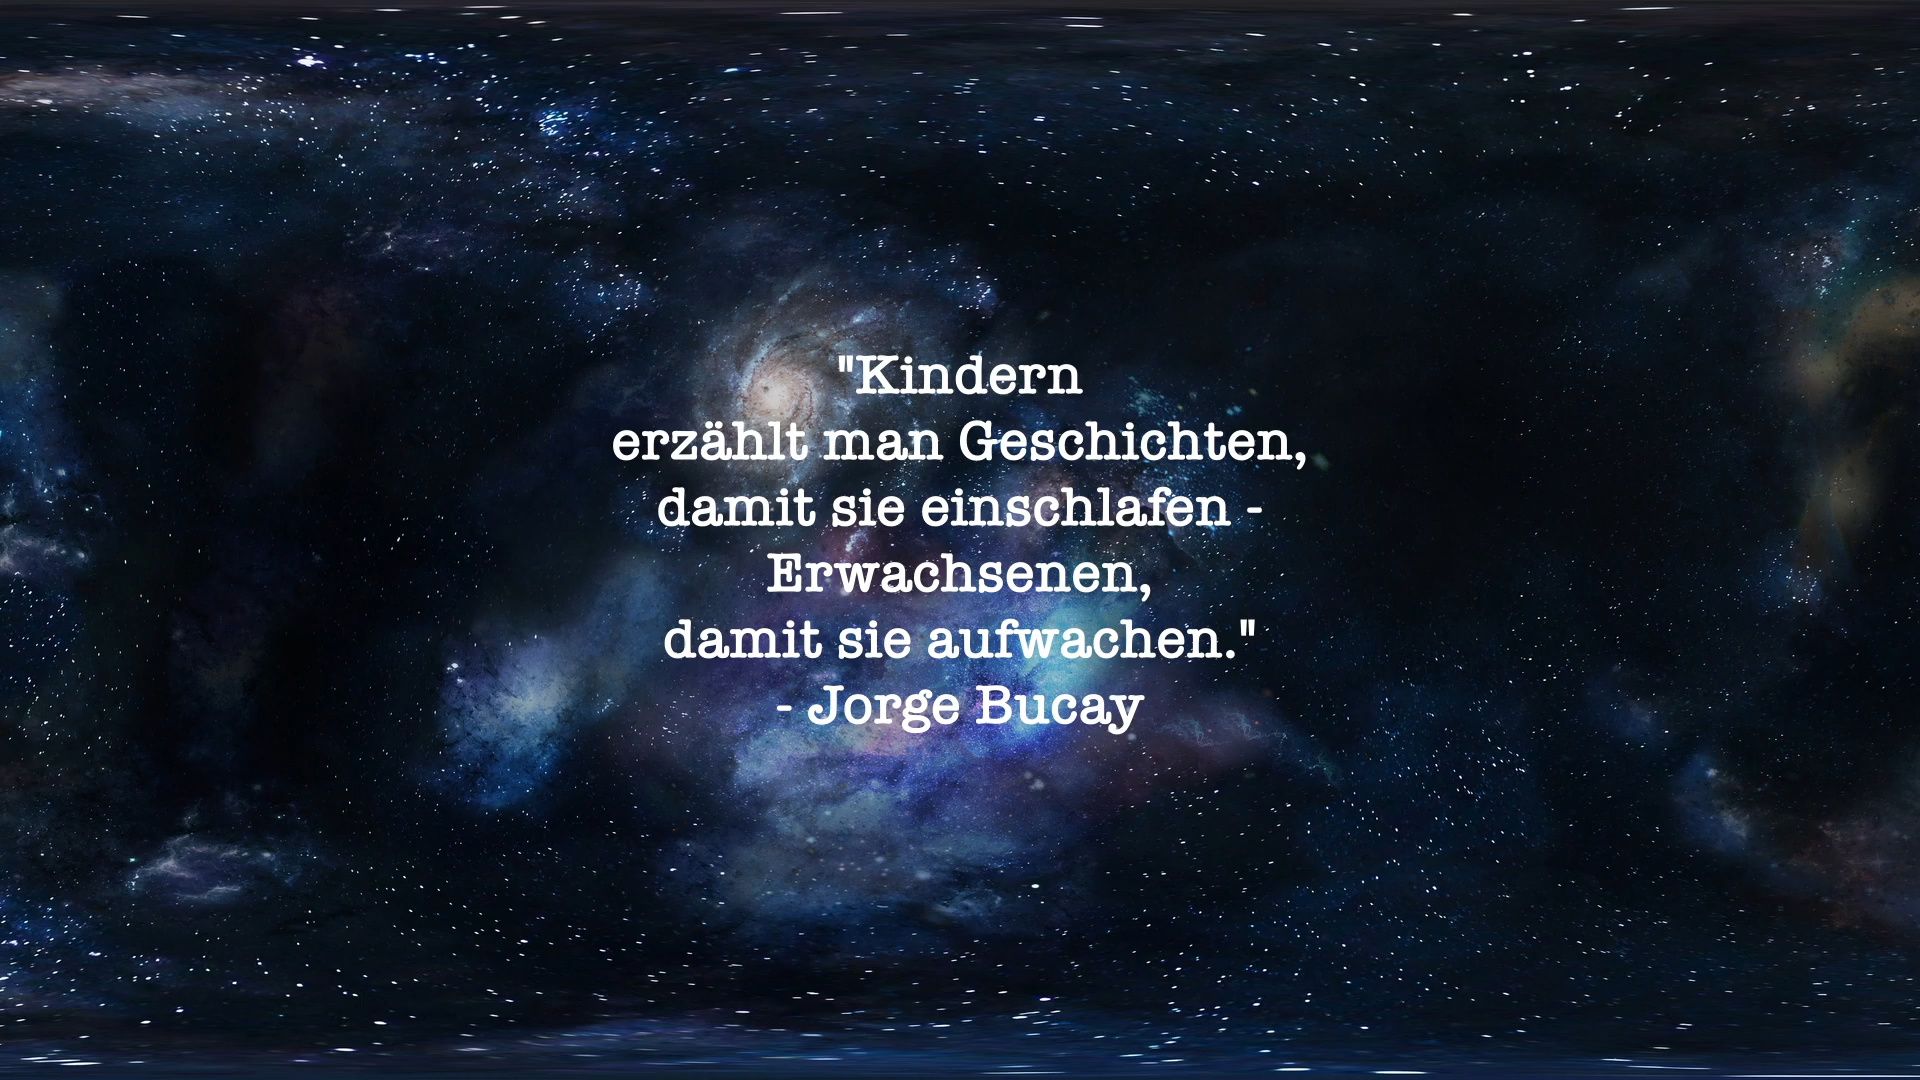 "Kindern
erzählt man Geschichten,
damit sie einschlafen -
Erwachsenen,
damit sie aufwachen."
- Jorge Bucay